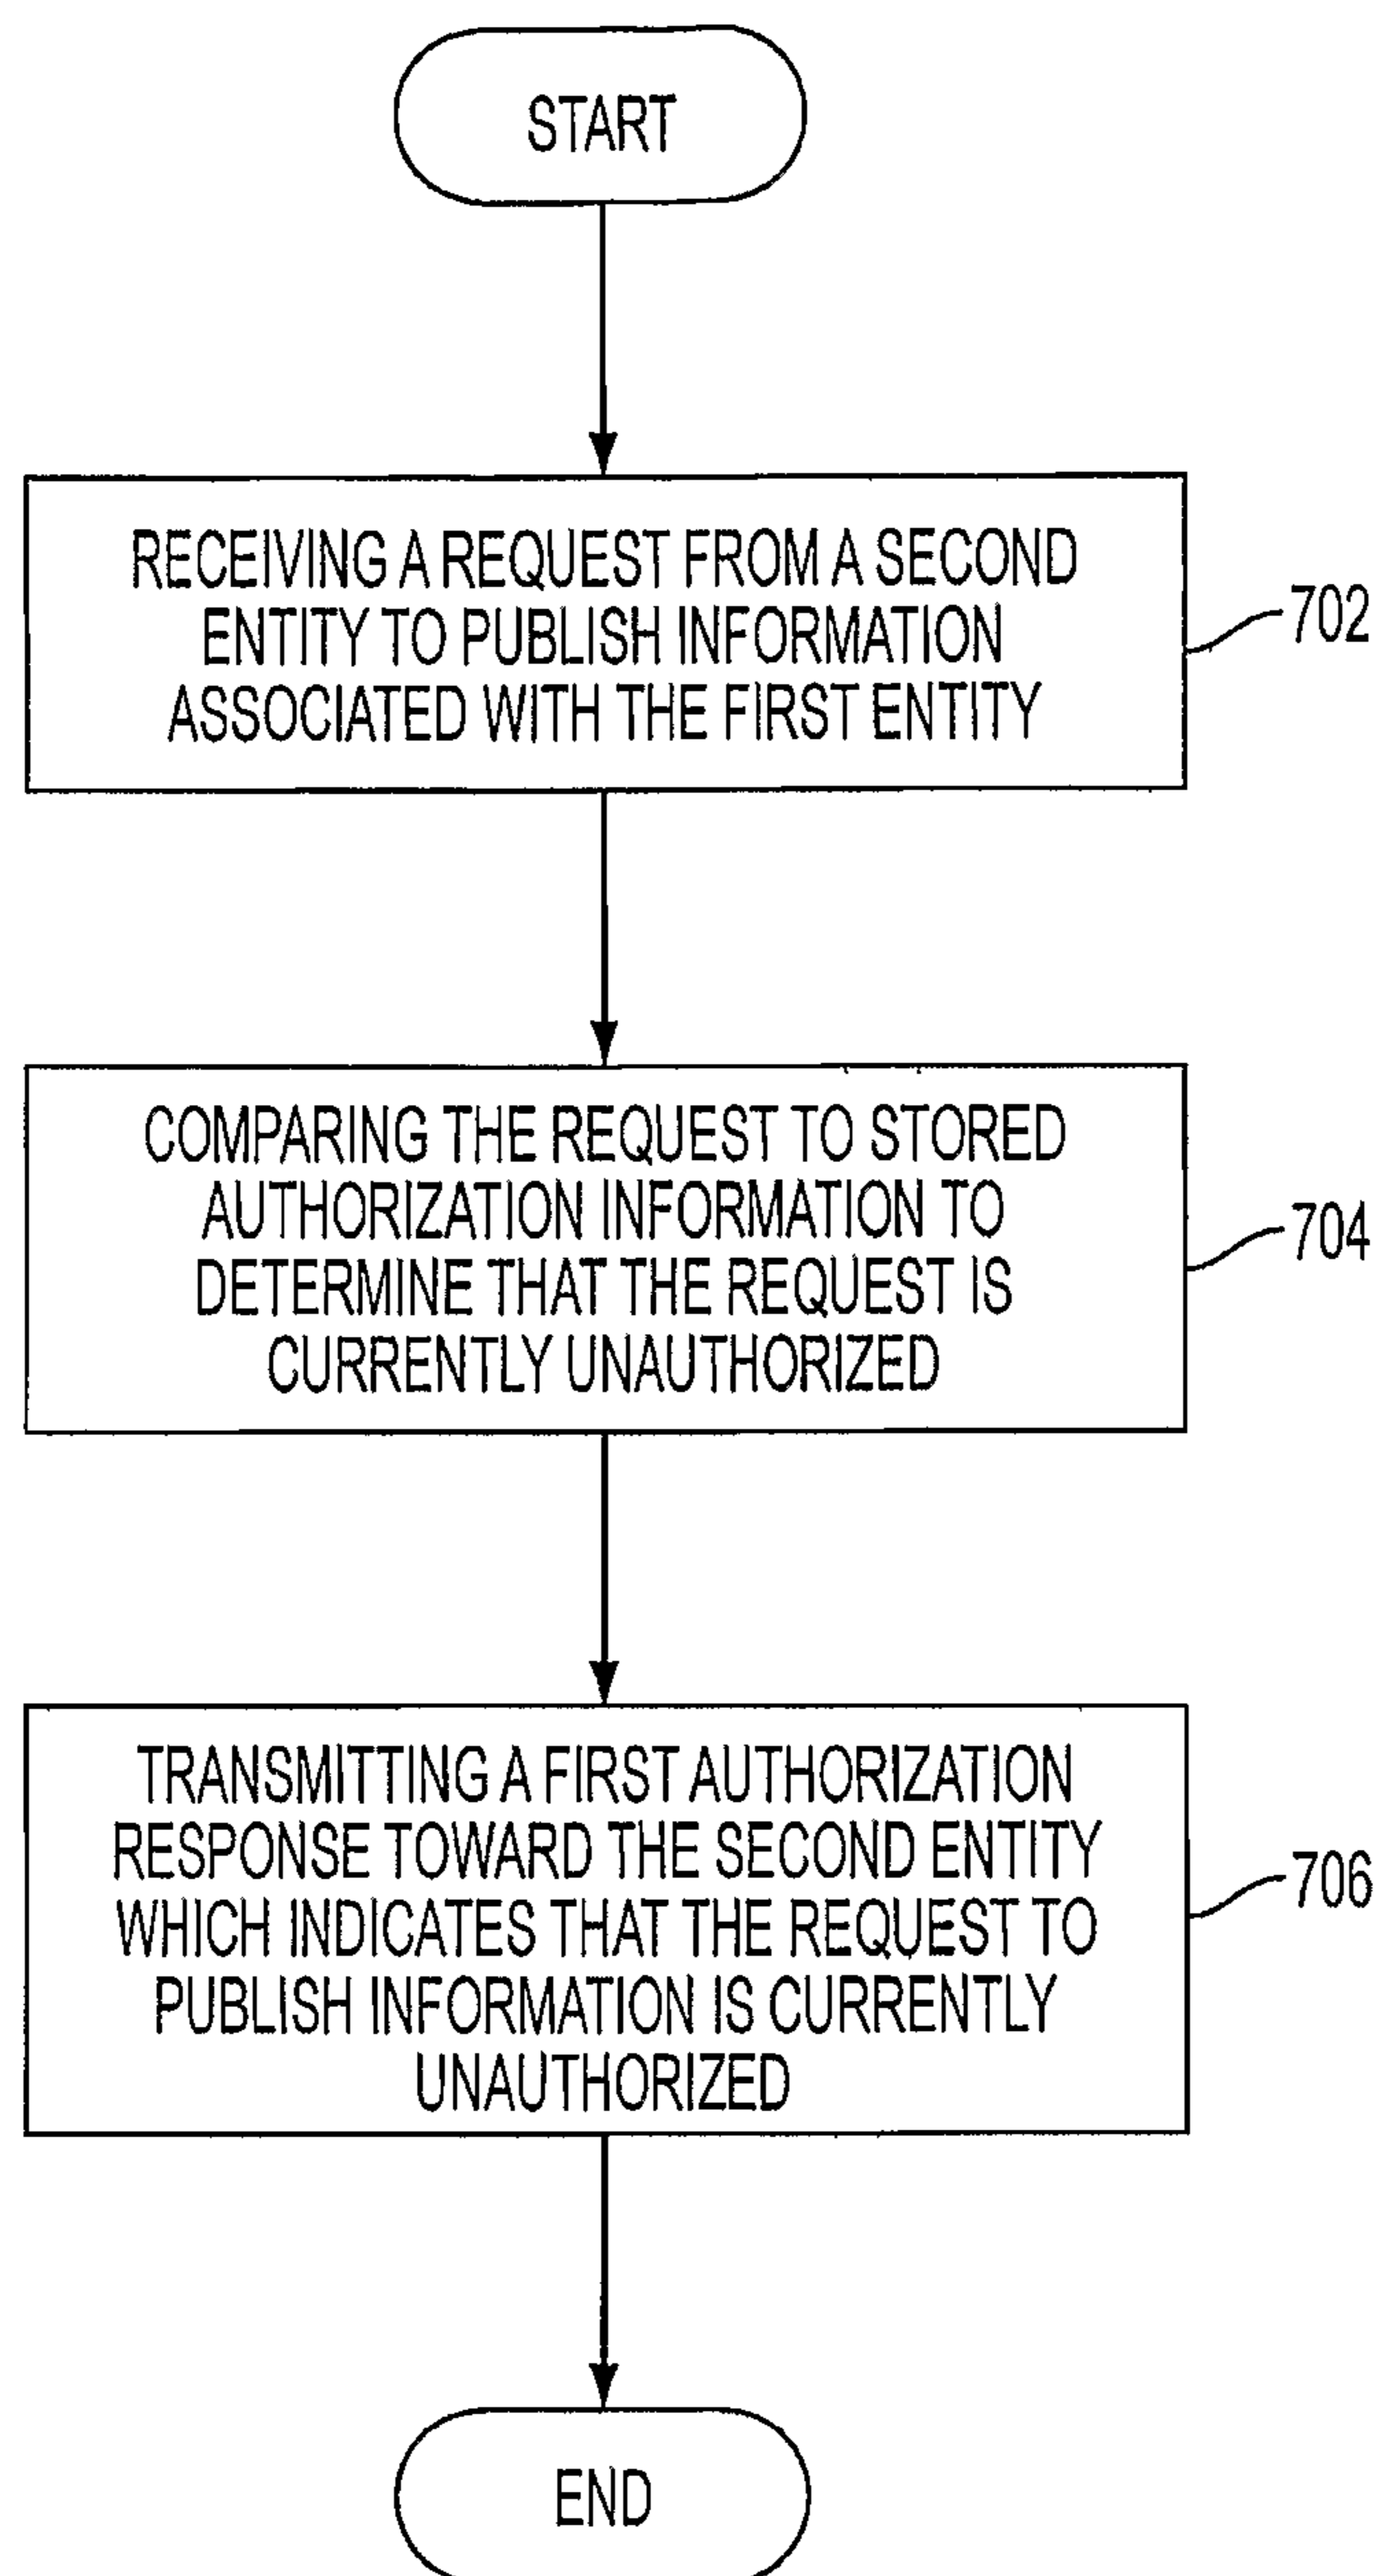 START
RECEIVING A REQUEST FROM A SECOND
ENTITY TO PUBLISH INFORMATION
ASSOCIATED WITH THE FIRST ENTITY
702
COMPARING THE REQUEST TO STORED
AUTHORIZATION INFORMATION TO
DETERMINE THAT THE REQUEST IS
CURRENTLY UNAUTHORIZED
704
TRANSMITTING A FIRST AUTHORIZATION
RESPONSE TOWARD THE SECOND ENTITY
WHICH INDICATES THAT THE REQUEST TO
PUBLISH INFORMATION IS CURRENTLY
UNAUTHORIZED
706
END